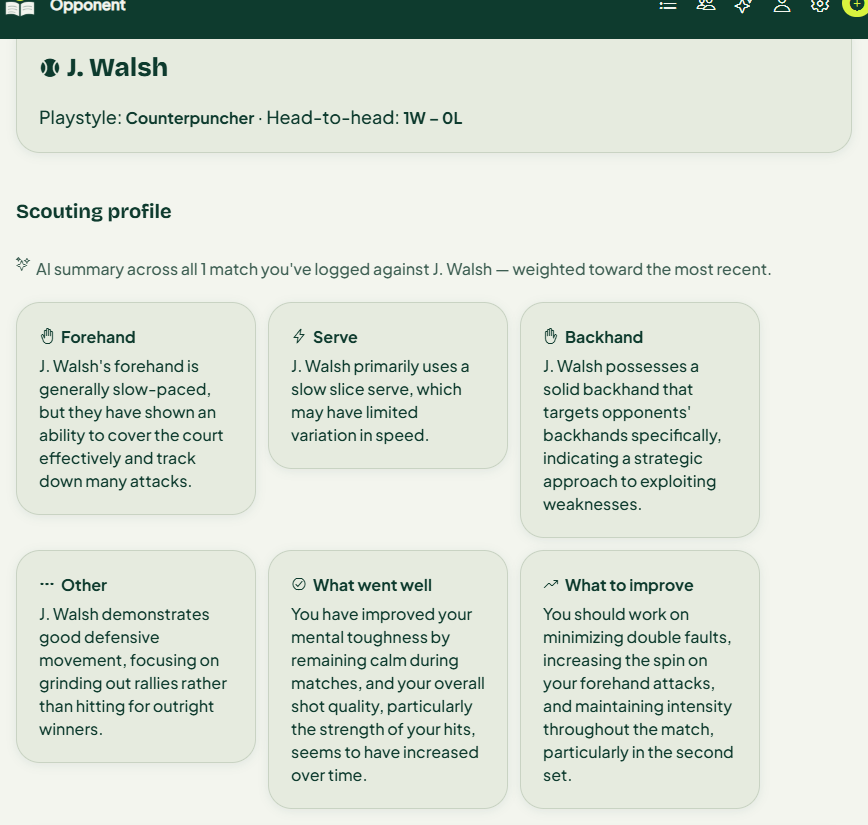 Opponent
J. Walsh
Playstyle: Counterpuncher · Head-to-head: 1W – 0L
Scouting profile
AI summary across all 1 match you've logged against J. Walsh — weighted toward the most recent.
Forehand
J. Walsh's forehand is
generally slow-paced,
but they have shown an
ability to cover the court
effectively and track
down many attacks.
Serve
J. Walsh primarily uses a
slow slice serve, which
may have limited
variation in speed.
Backhand
J. Walsh possesses a
solid backhand that
targets opponents'
backhands specifically,
indicating a strategic
approach to exploiting
weaknesses.
Other
J. Walsh demonstrates
good defensive
movement, focusing on
grinding out rallies rather
than hitting for outright
winners.
What went well
You have improved your
mental toughness by
remaining calm during
matches, and your overall
shot quality, particularly
the strength of your hits,
seems to have increased
over time.
What to improve
You should work on
minimizing double faults,
increasing the spin on
your forehand attacks,
and maintaining intensity
throughout the match,
particularly in the second
set.